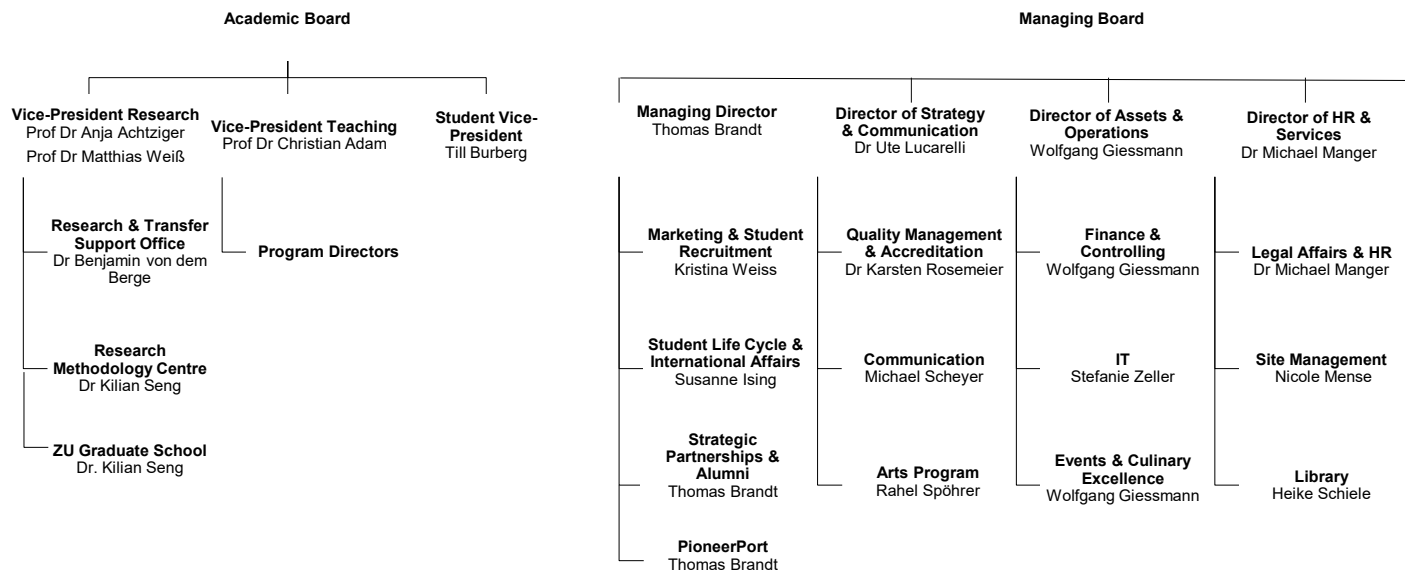 Academic Board
Managing Board
Vice-President Research
Prof Dr Anja Achtziger
Prof Dr Matthias Weiß
Vice-President Teaching
Prof Dr Christian Adam
Student Vice-
President
Till Burberg
Managing Director
Thomas Brandt
Director of Strategy
& Communication
Dr Ute Lucarelli
Director of Assets &
Operations
Wolfgang Giessmann
Director of HR &
Services
Dr Michael Manger
Research & Transfer
Support Office
Dr Benjamin von dem
Berge
Program Directors
Marketing & Student
Recruitment
Kristina Weiss
Quality Management
& Accreditation
Dr Karsten Rosemeier
Finance &
Controlling
Wolfgang Giessmann
Legal Affairs & HR
Dr Michael Manger
Research
Methodology Centre
Dr Kilian Seng
Student Life Cycle &
International Affairs
Susanne Ising
Communication
Michael Scheyer
IT
Stefanie Zeller
Site Management
Nicole Mense
ZU Graduate School
Dr. Kilian Seng
Strategic
Partnerships &
Alumni
Thomas Brandt
Arts Program
Rahel Spöhrer
Events & Culinary
Excellence
Wolfgang Giessmann
Library
Heike Schiele
PioneerPort
Thomas Brandt